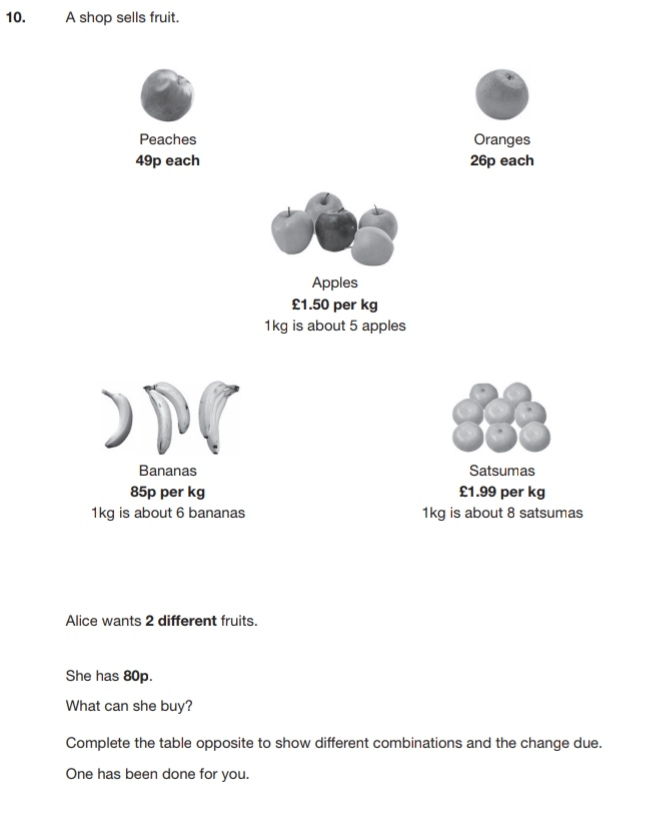 10. A shop sells fruit.
Peaches
49p each
Oranges
26p each
Apples
£1.50 per kg
1kg is about 5 apples
Bananas
85p per kg
1kg is about 6 bananas
Satsumas
£1.99 per kg
1kg is about 8 satsumas
Alice wants 2 different fruits.
She has 80p.
What can she buy?
Complete the table opposite to show different combinations and the change due.
One has been done for you.